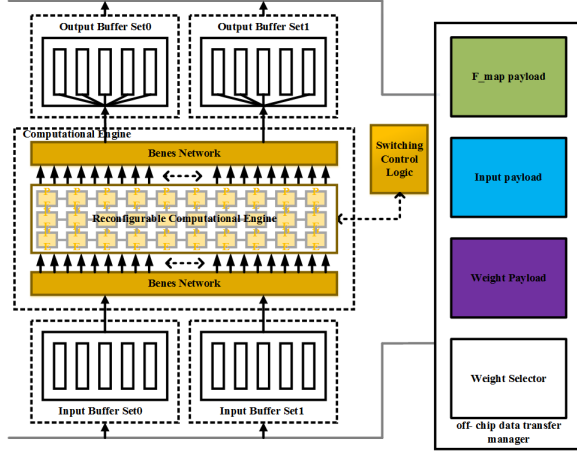 Output Buffer Set0
Output Buffer Set1
Computational Engine
Benes Network
Reconfigurable Computational Engine
Benes Network
Input Buffer Set0
Input Buffer Set1
Switching
Control
Logic
F_map payload
Input payload
Weight Payload
Weight Selector
off- chip data transfer
manager